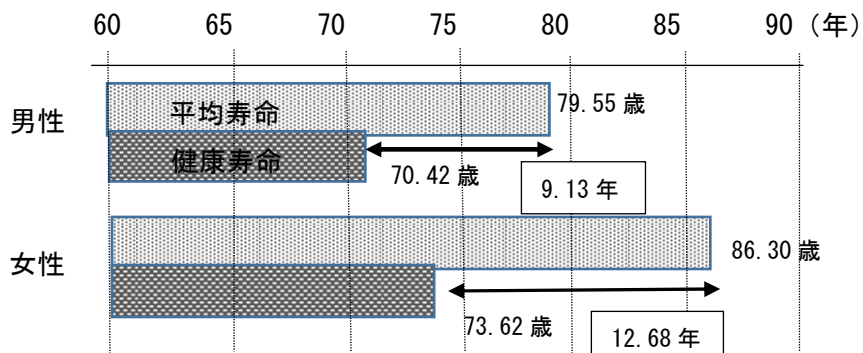 60 65 70 75 80 85 90（年）
男性
平均寿命
79.55 歳
健康寿命
70.42 歳
9.13 年
女性
86.30 歳
73.62 歳
12.68 年